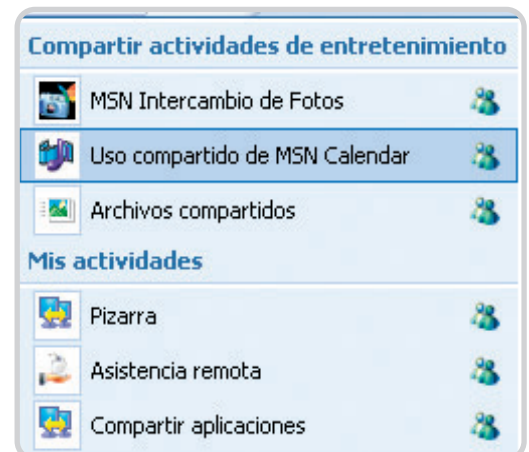 Compartir actividades de entretenimiento
MSN Intercambio de Fotos
Uso compartido de MSN Calendar
Archivos compartidos
Mis actividades
Pizarra
Asistencia remota
Compartir aplicaciones